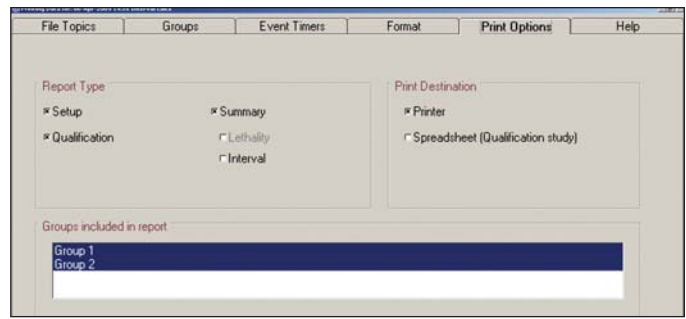 File Topics Groups Event Timers Format Print Options Help
Report Type Print Destination
Setup Summary Printer
Qualification Lethality Spreadsheet (Qualification study)
Interval
Groups included in report
Group 1
Group 2